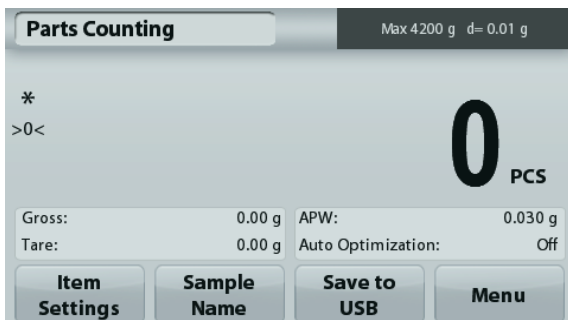 Parts Counting
Max 4200 g d= 0.01 g
*
>0<
0 PCS
Gross: 0.00 g APW: 0.030 g
Tare: 0.00 g Auto Optimization: Off
Item Settings
Sample Name
Save to USB
Menu